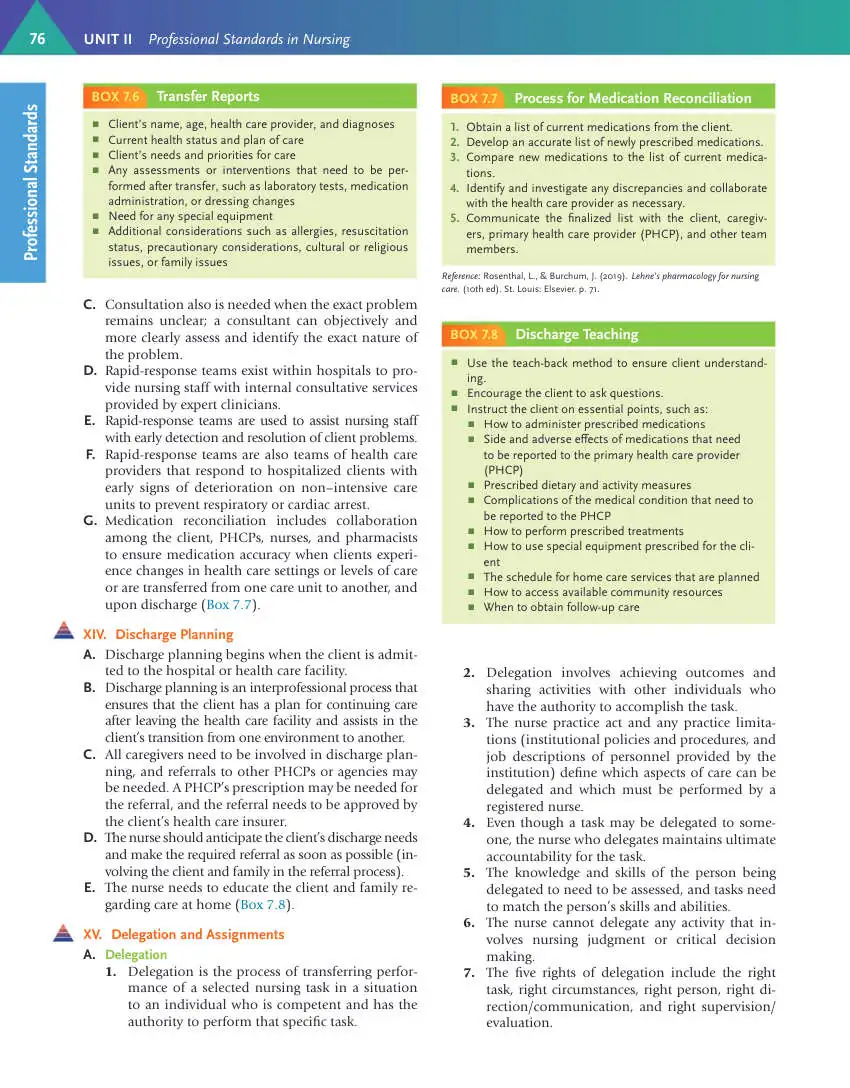 76
UNIT II Professional Standards in Nursing
Professional Standards
BOX 7.6 Transfer Reports
■ Client's name, age, health care provider, and diagnoses
■ Current health status and plan of care
■ Client's needs and priorities for care
■ Any assessments or interventions that need to be per-
formed after transfer, such as laboratory tests, medication
administration, or dressing changes
■ Need for any special equipment
■ Additional considerations such as allergies, resuscitation
status, precautionary considerations, cultural or religious
issues, or family issues
C. Consultation also is needed when the exact problem
remains unclear; a consultant can objectively and
more clearly assess and identify the exact nature of
the problem.
D. Rapid-response teams exist within hospitals to pro-
vide nursing staff with internal consultative services
provided by expert clinicians.
E. Rapid-response teams are used to assist nursing staff
with early detection and resolution of client problems.
F. Rapid-response teams are also teams of health care
providers that respond to hospitalized clients with
early signs of deterioration on non–intensive care
units to prevent respiratory or cardiac arrest.
G. Medication reconciliation includes collaboration
among the client, PHCPs, nurses, and pharmacists
to ensure medication accuracy when clients experi-
ence changes in health care settings or levels of care
or are transferred from one care unit to another, and
upon discharge (Box 7.7).
XIV. Discharge Planning
A. Discharge planning begins when the client is admit-
ted to the hospital or health care facility.
B. Discharge planning is an interprofessional process that
ensures that the client has a plan for continuing care
after leaving the health care facility and assists in the
client's transition from one environment to another.
C. All caregivers need to be involved in discharge plan-
ning, and referrals to other PHCPs or agencies may
be needed. A PHCP's prescription may be needed for
the referral, and the referral needs to be approved by
the client's health care insurer.
D. The nurse should anticipate the client's discharge needs
and make the required referral as soon as possible (in-
volving the client and family in the referral process).
E. The nurse needs to educate the client and family re-
garding care at home (Box 7.8).
XV. Delegation and Assignments
A. Delegation
1. Delegation is the process of transferring perfor-
mance of a selected nursing task in a situation
to an individual who is competent and has the
authority to perform that specific task.
BOX 7.7 Process for Medication Reconciliation
1. Obtain a list of current medications from the client.
2. Develop an accurate list of newly prescribed medications.
3. Compare new medications to the list of current medica-
tions.
4. Identify and investigate any discrepancies and collaborate
with the health care provider as necessary.
5. Communicate the finalized list with the client, caregiv-
ers, primary health care provider (PHCP), and other team
members.
Reference: Rosenthal, L., & Burchum, J. (2019). Lehne's pharmacology for nursing
care. (10th ed). St. Louis: Elsevier. p. 71.
BOX 7.8 Discharge Teaching
■ Use the teach-back method to ensure client understand-
ing.
■ Encourage the client to ask questions.
■ Instruct the client on essential points, such as:
■ How to administer prescribed medications
■ Side and adverse effects of medications that need
to be reported to the primary health care provider
(PHCP)
■ Prescribed dietary and activity measures
■ Complications of the medical condition that need to
be reported to the PHCP
■ How to perform prescribed treatments
■ How to use special equipment prescribed for the cli-
ent
■ The schedule for home care services that are planned
■ How to access available community resources
■ When to obtain follow-up care
2. Delegation involves achieving outcomes and
sharing activities with other individuals who
have the authority to accomplish the task.
3. The nurse practice act and any practice limita-
tions (institutional policies and procedures, and
job descriptions of personnel provided by the
institution) define which aspects of care can be
delegated and which must be performed by a
registered nurse.
4. Even though a task may be delegated to some-
one, the nurse who delegates maintains ultimate
accountability for the task.
5. The knowledge and skills of the person being
delegated to need to be assessed, and tasks need
to match the person's skills and abilities.
6. The nurse cannot delegate any activity that in-
volves nursing judgment or critical decision
making.
7. The five rights of delegation include the right
task, right circumstances, right person, right di-
rection/communication, and right supervision/
evaluation.